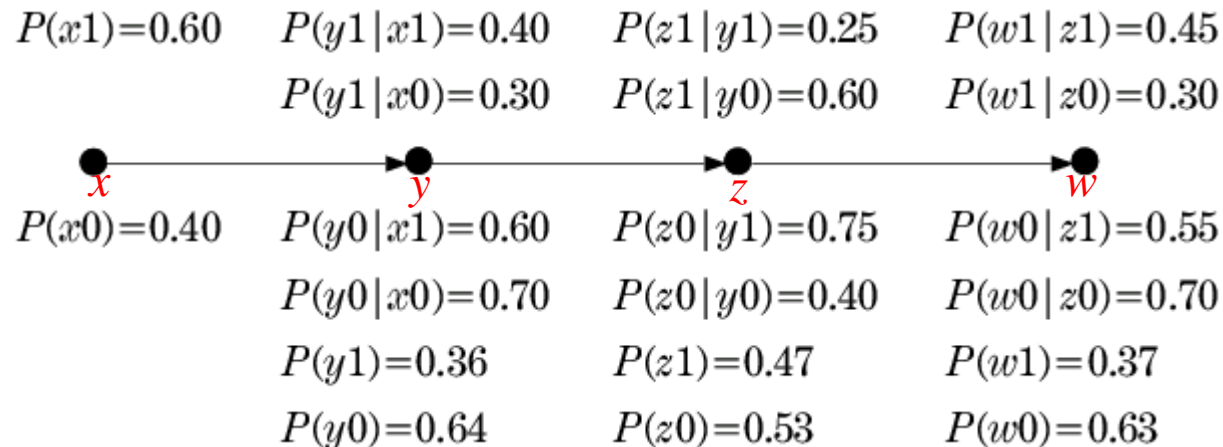 P(x1)=0.60 P(y1|x1)=0.40 P(z1|y1)=0.25 P(w1|z1)=0.45
P(y1|x0)=0.30 P(z1|y0)=0.60 P(w1|z0)=0.30
x y z w
P(x0)=0.40 P(y0|x1)=0.60 P(z0|y1)=0.75 P(w0|z1)=0.55
P(y0|x0)=0.70 P(z0|y0)=0.40 P(w0|z0)=0.70
P(y1)=0.36 P(z1)=0.47 P(w1)=0.37
P(y0)=0.64 P(z0)=0.53 P(w0)=0.63